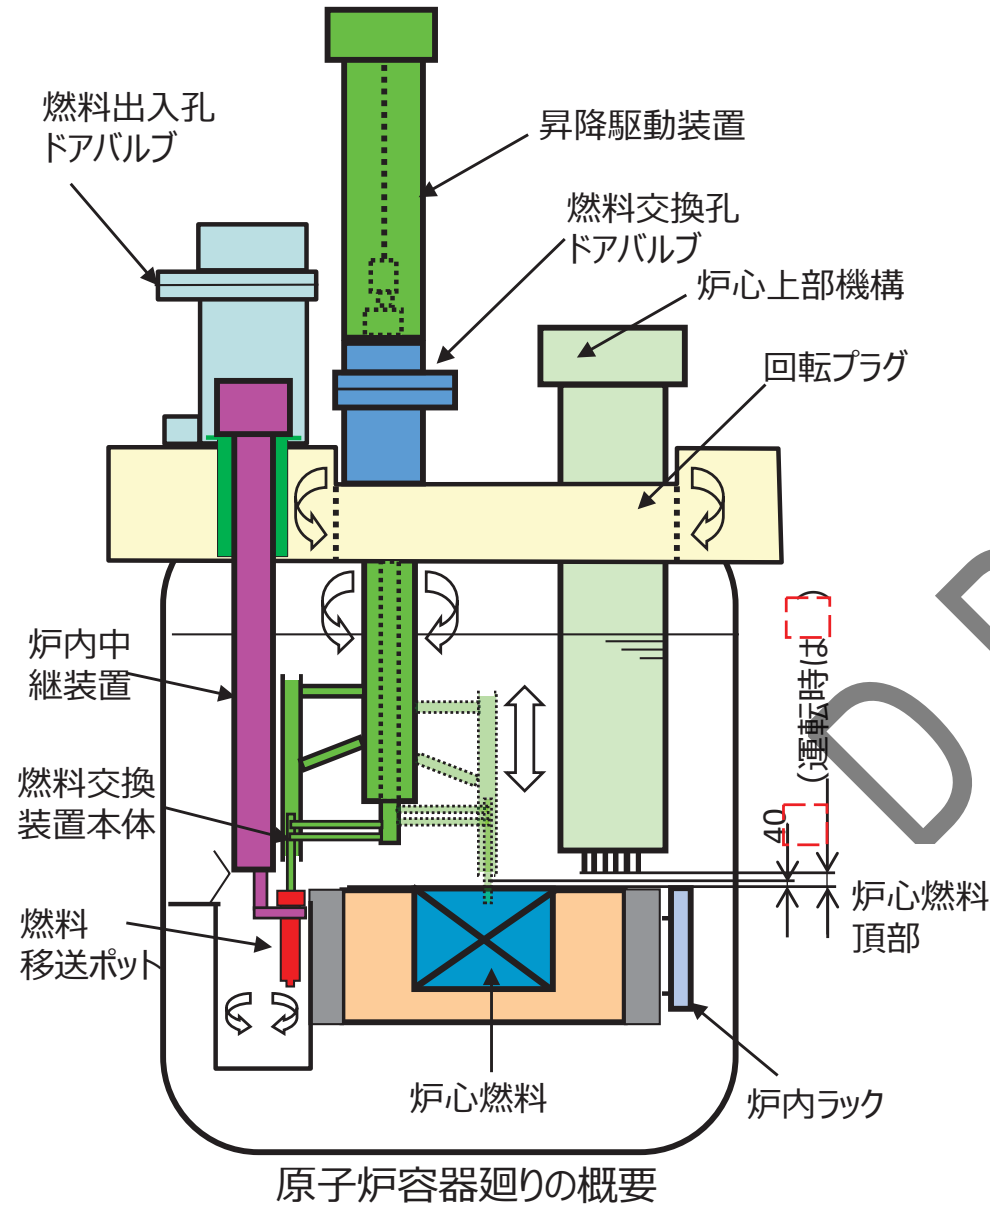 燃料出入孔
ドアバルブ
昇降駆動装置
燃料交換孔
ドアバルブ
炉心上部機構
回転プラグ
炉内中
継装置
燃料交換
装置本体
燃料
移送ポット
40
(運転時は
)
炉心燃料
頂部
炉心燃料
炉内ラック
原子炉容器廻りの概要
D